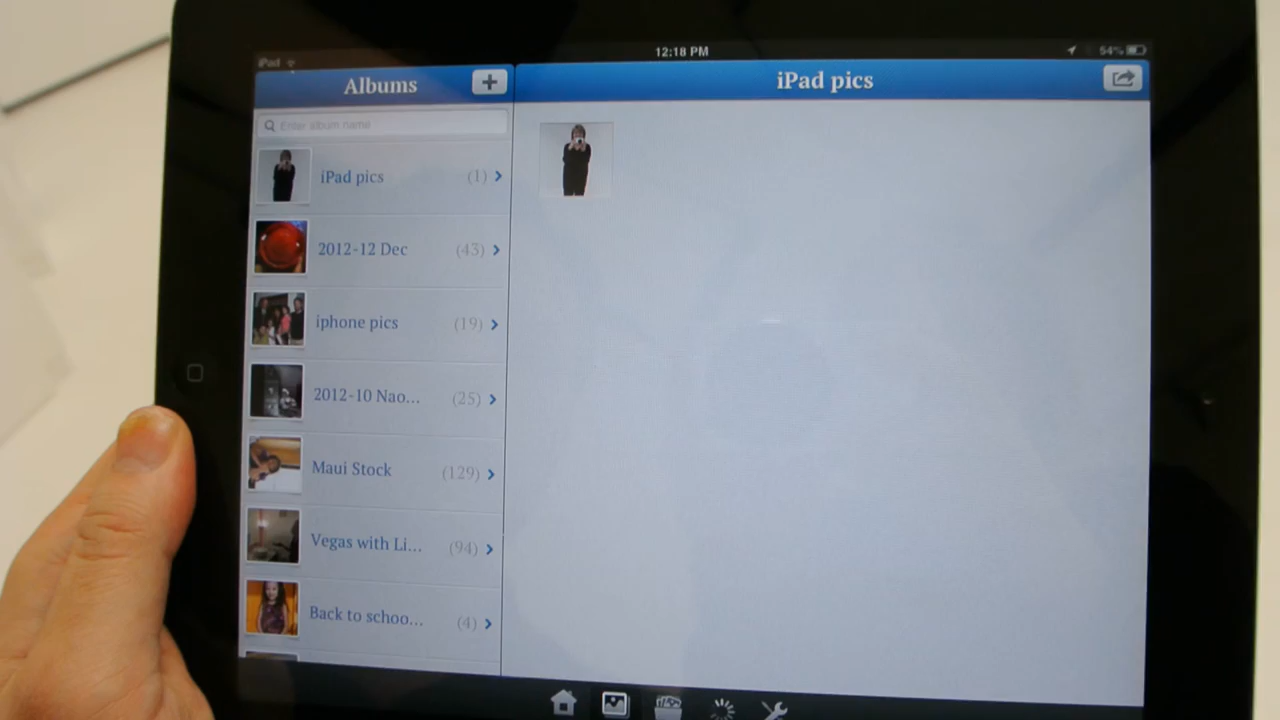 iPad
12:18 PM
54%
Albums
iPad pics
Enter album name
iPad pics (1)
2012-12 Dec (43)
iphone pics (19)
2012-10 Nao... (25)
Maui Stock (129)
Vegas with Li... (94)
Back to schoo... (4)